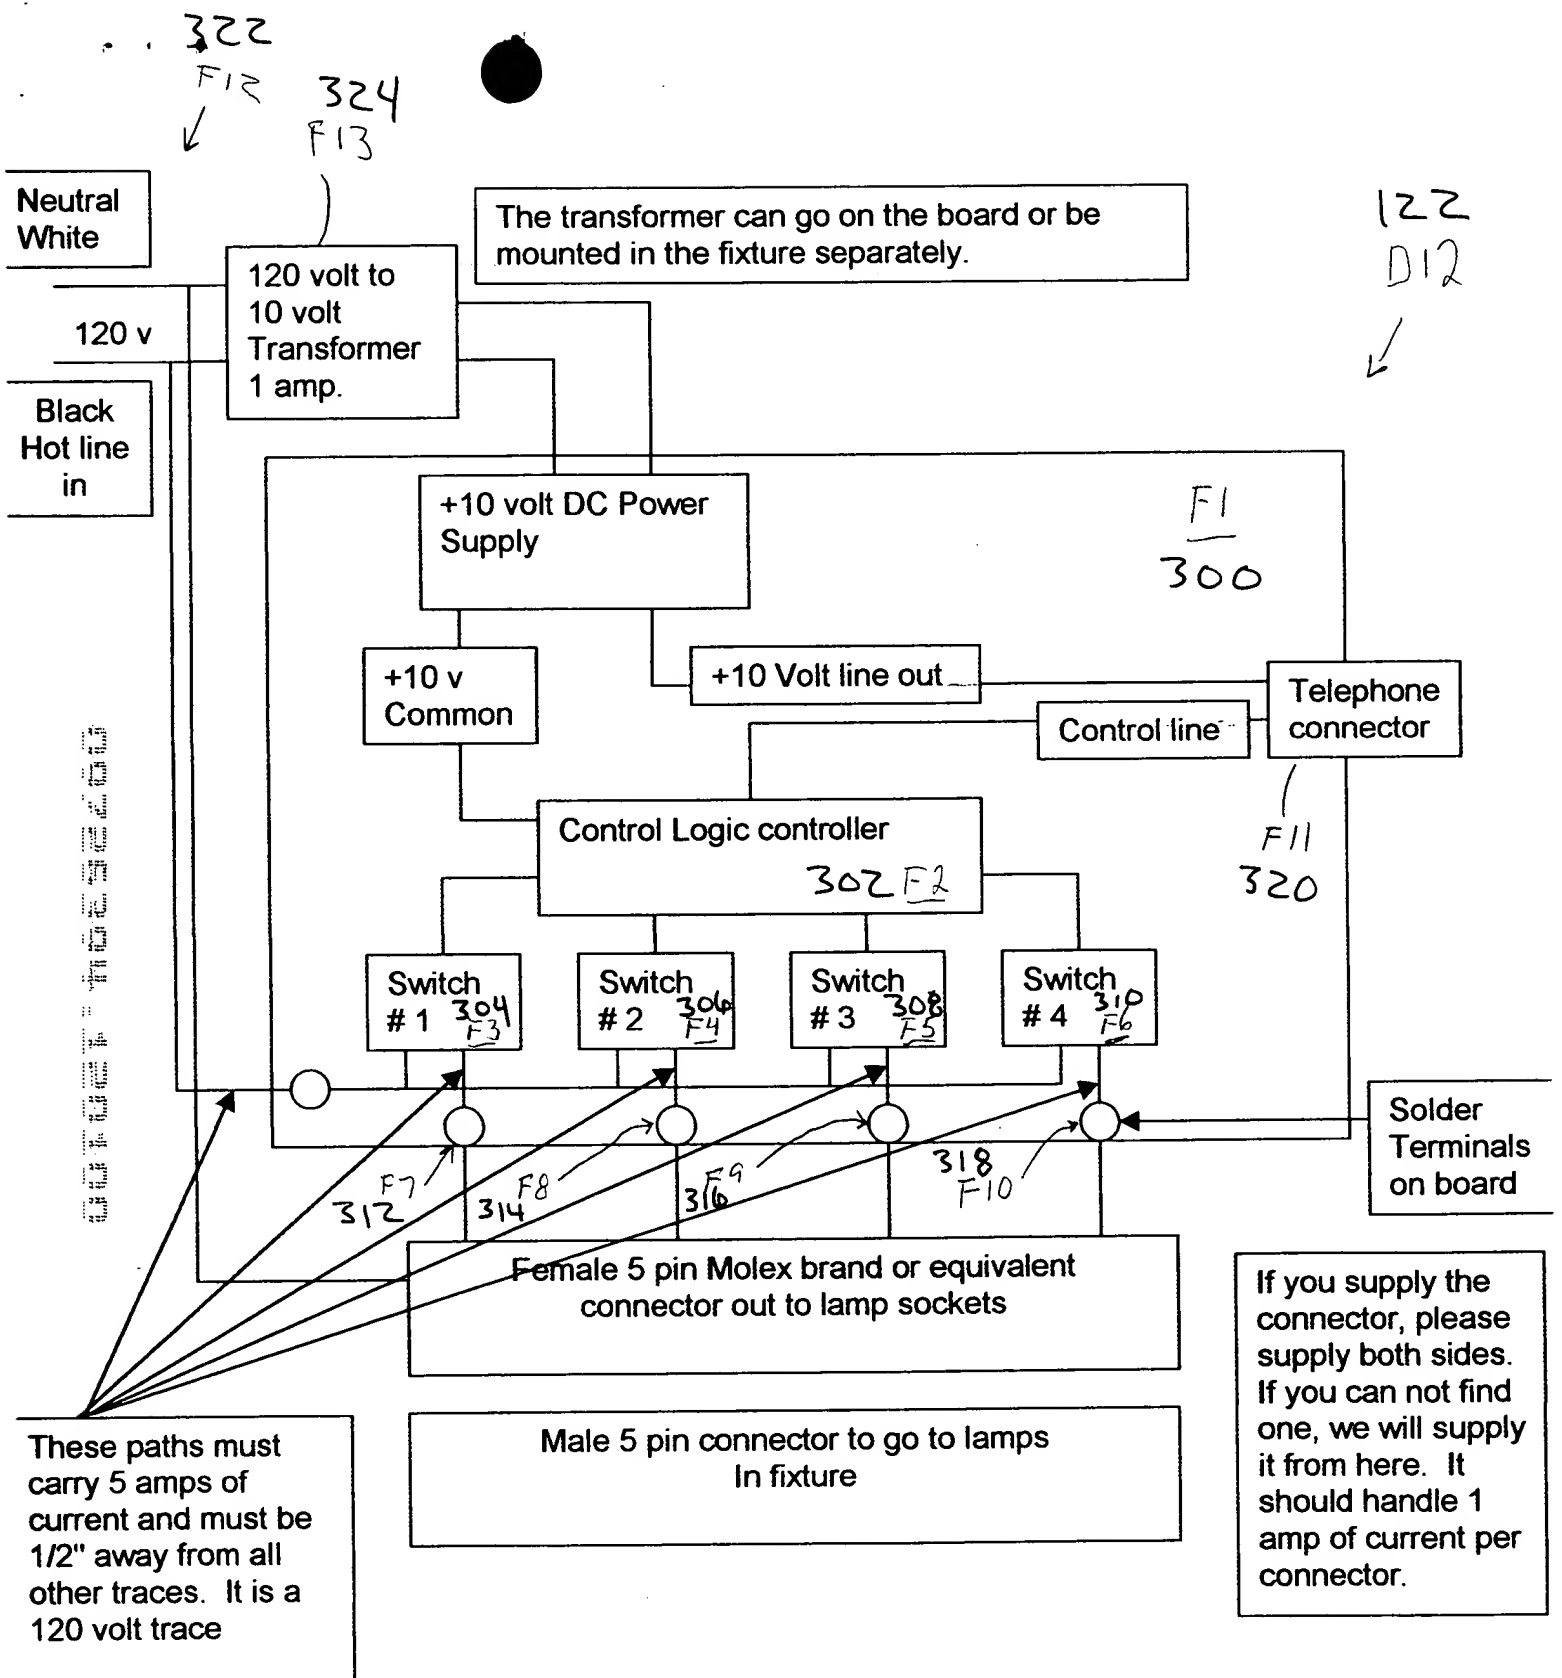 322
F12
324
F13
Neutral
White
The transformer can go on the board or be
mounted in the fixture separately.
122
D12
120 volt to
10 volt
Transformer
1 amp.
120 v
Black
Hot line
in
+10 volt DC Power
Supply
F1
300
+10 v
Common
+10 Volt line out
Control line
Telephone
connector
F11
320
Control Logic controller
302 F2
Switch
# 1 304
F3
Switch
# 2 306
F4
Switch
# 3 308
F5
Switch
# 4 310
F6
Solder
Terminals
on board
F7
312
F8
314
F9
316
318
F10
Female 5 pin Molex brand or equivalent
connector out to lamp sockets
Male 5 pin connector to go to lamps
In fixture
If you supply the
connector, please
supply both sides.
If you can not find
one, we will supply
it from here. It
should handle 1
amp of current per
connector.
These paths must
carry 5 amps of
current and must be
1/2" away from all
other traces. It is a
120 volt trace